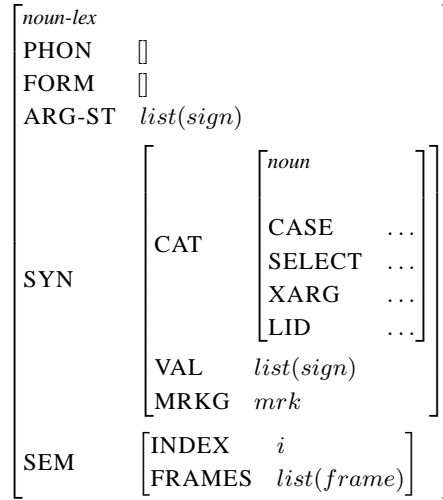 noun-lex
PHON []
FORM []
ARG-ST list(sign)
SYN
CAT
noun
CASE ...
SELECT ...
XARG ...
LID ...
VAL list(sign)
MRKG mrk
SEM
INDEX i
FRAMES list(frame)